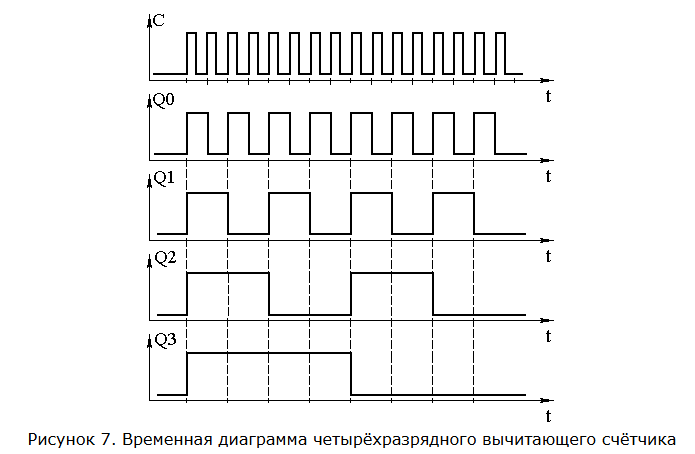 C
t
Q0
t
Q1
t
Q2
t
Q3
t
Рисунок 7. Временная диаграмма четырёхразрядного вычитающего счётчика